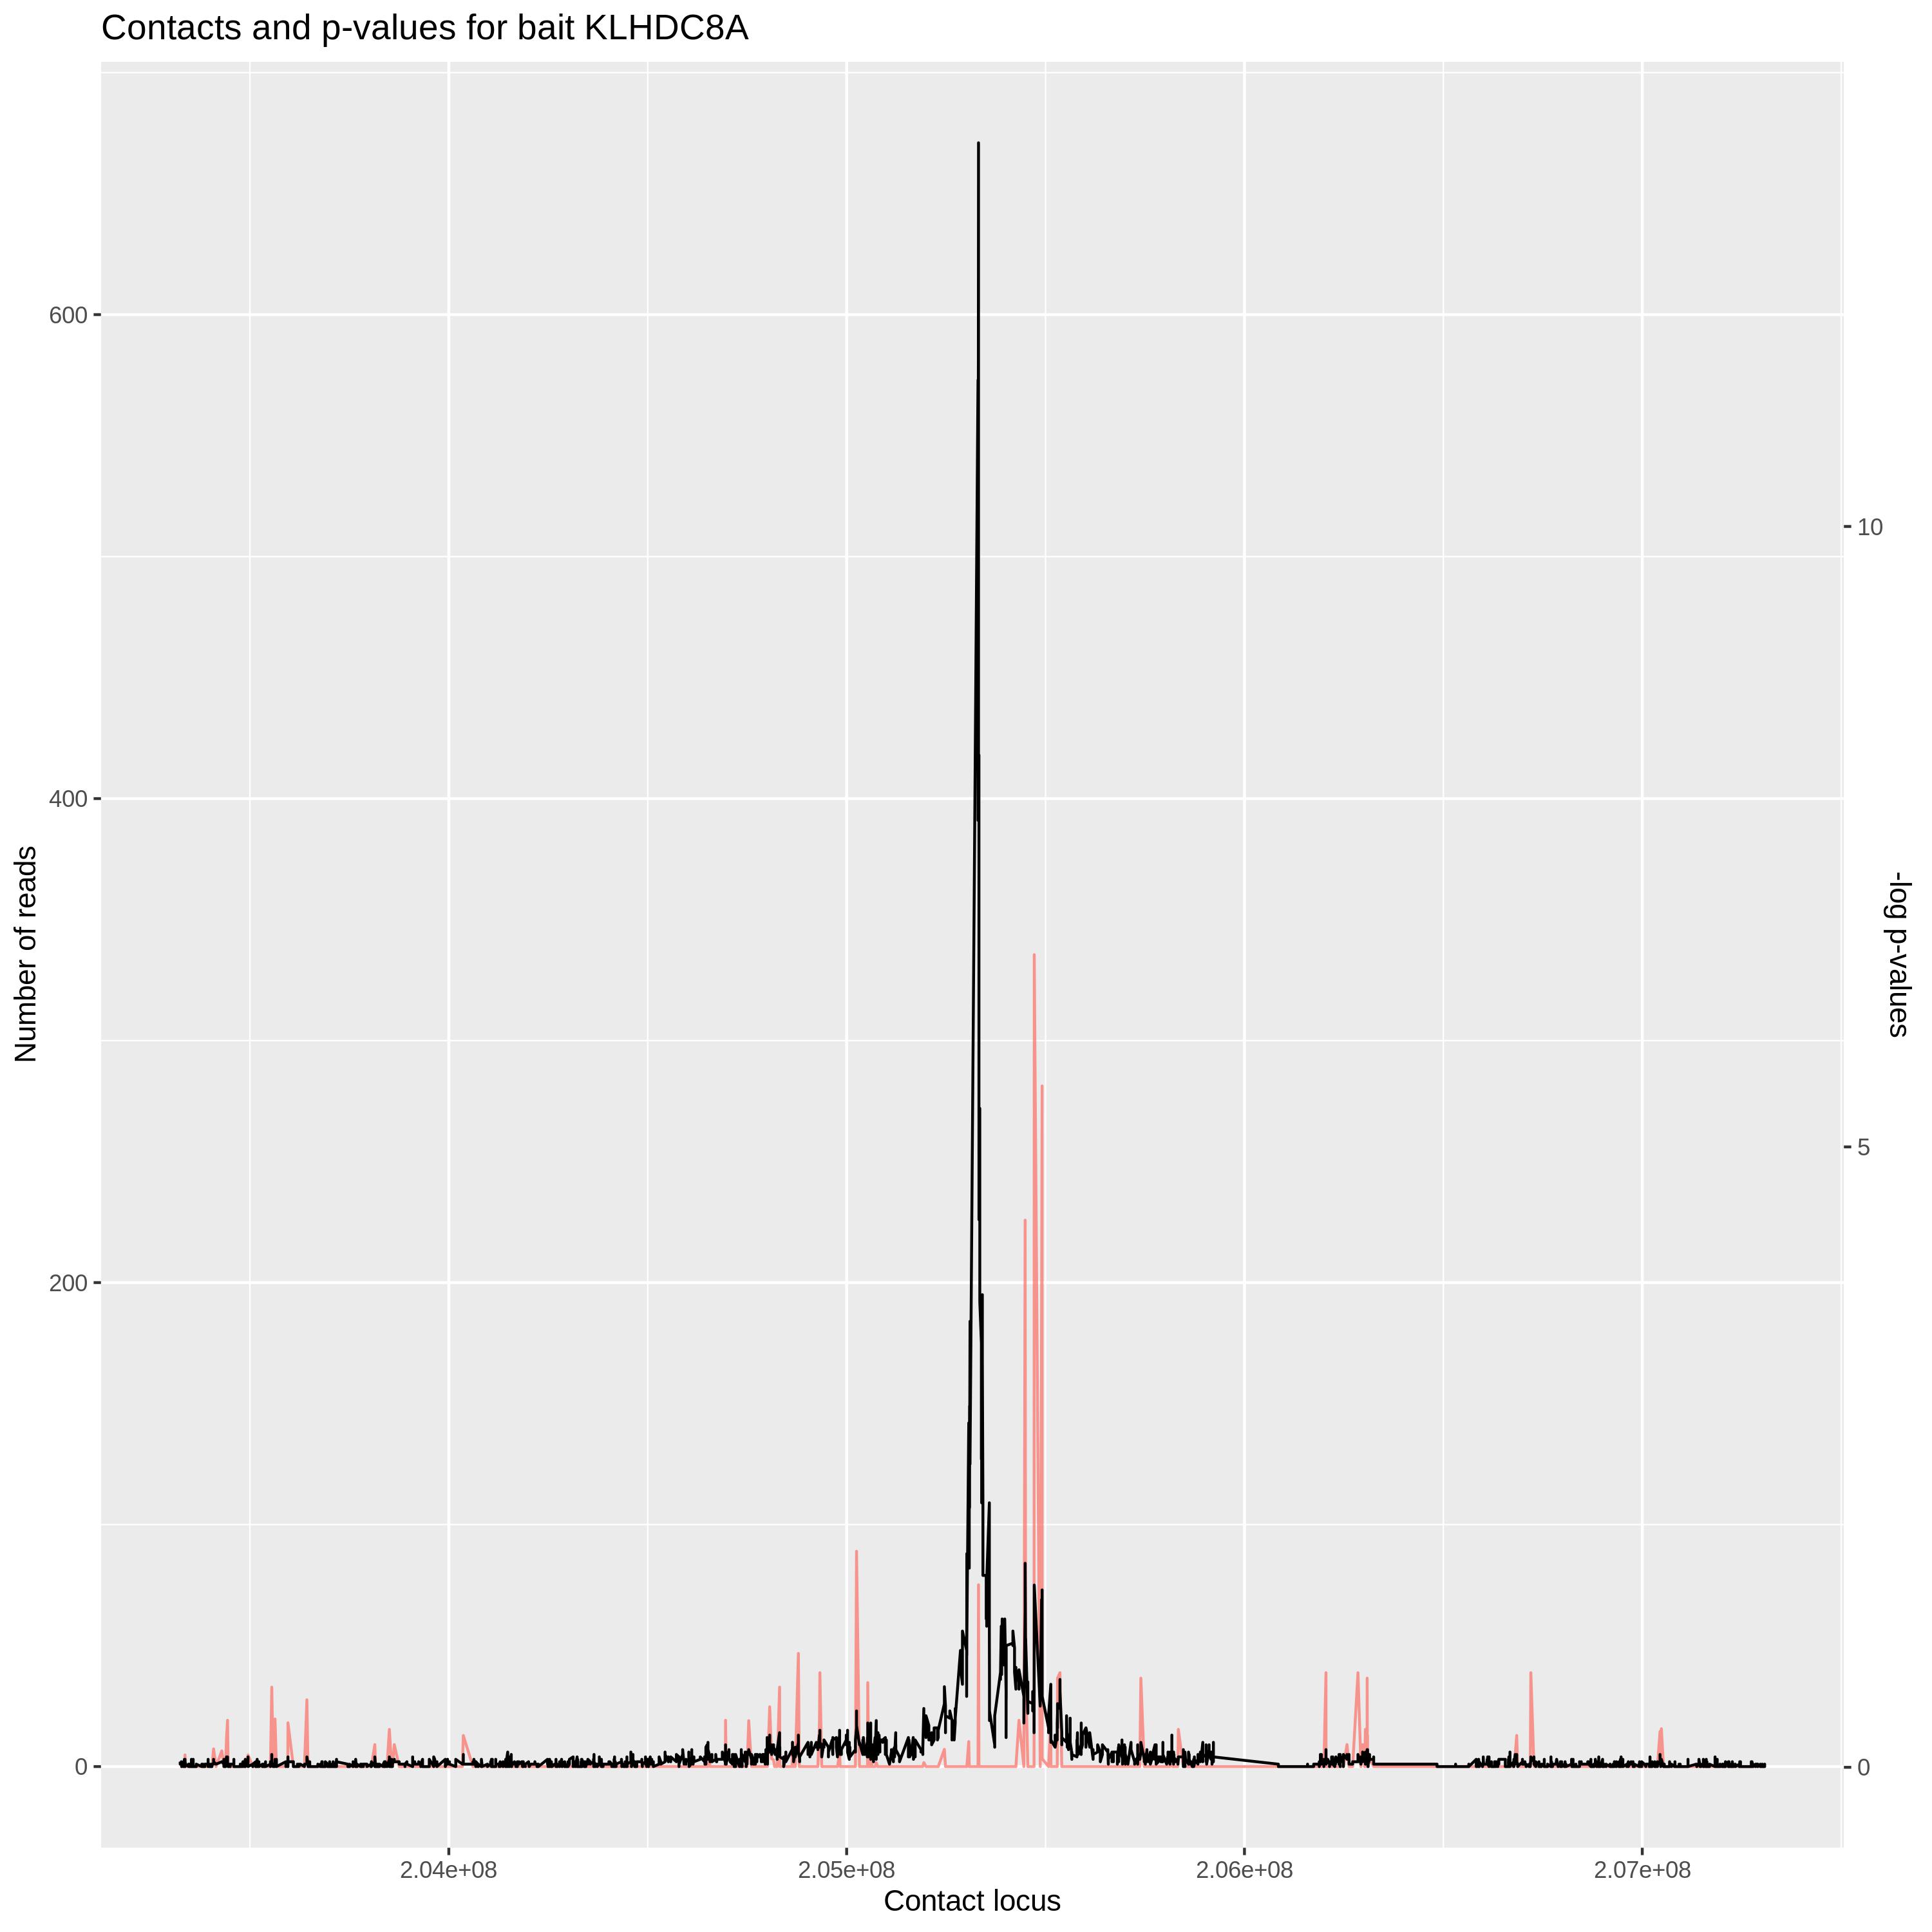 Contacts and p-values for bait KLHDC8A
Number of reads
600
400
200
0
10
5
0
-log p-values
2.04e+08
2.05e+08
2.06e+08
2.07e+08
Contact locus